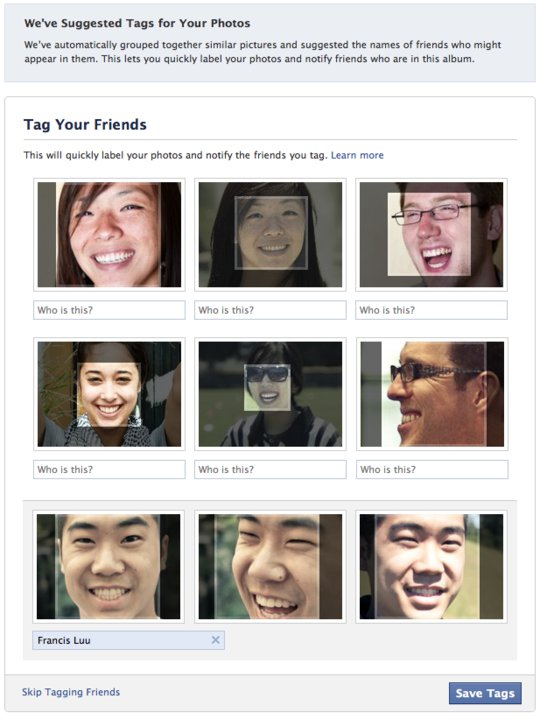 We've Suggested Tags for Your Photos
We've automatically grouped together similar pictures and suggested the names of friends who might
appear in them. This lets you quickly label your photos and notify friends who are in this album.
Tag Your Friends
This will quickly label your photos and notify the friends you tag. Learn more
Who is this?
Who is this?
Who is this?
Who is this?
Who is this?
Who is this?
Francis Luu
Skip Tagging Friends
Save Tags